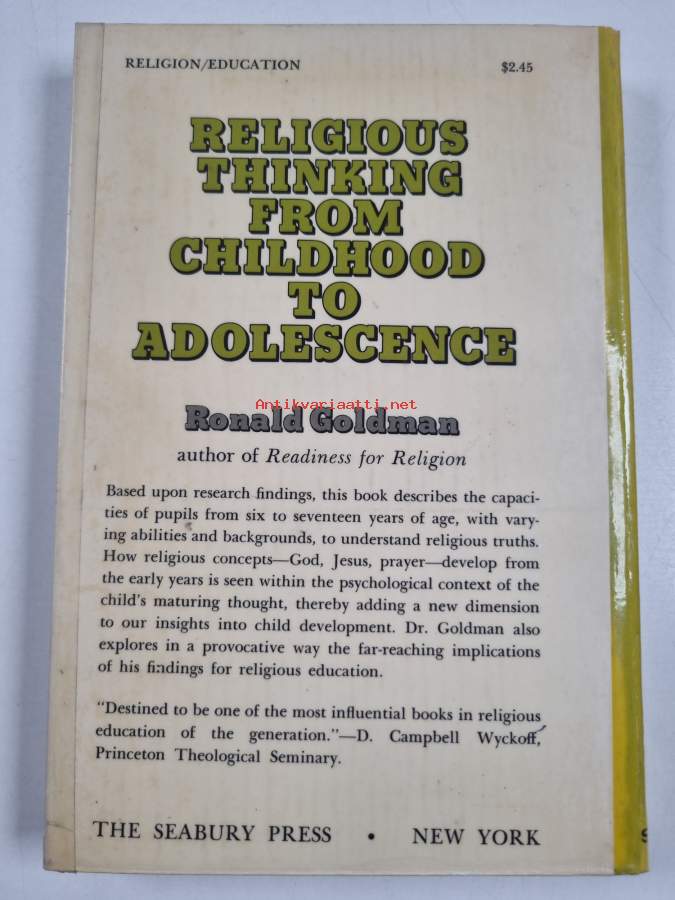 RELIGION/EDUCATION $2.45
RELIGIOUS
THINKING
FROM
CHILDHOOD
TO
ADOLESCENCE
Antikvariaatti.net
Ronald Goldman
author of Readiness for Religion
Based upon research findings, this book describes the capaci-
ties of pupils from six to seventeen years of age, with vary-
ing abilities and backgrounds, to understand religious truths.
How religious concepts—God, Jesus, prayer—develop from
the early years is seen within the psychological context of the
child's maturing thought, thereby adding a new dimension
to our insights into child development. Dr. Goldman also
explores in a provocative way the far-reaching implications
of his findings for religious education.
"Destined to be one of the most influential books in religious
education of the generation."—D. Campbell Wyckoff,
Princeton Theological Seminary.
THE SEABURY PRESS • NEW YORK